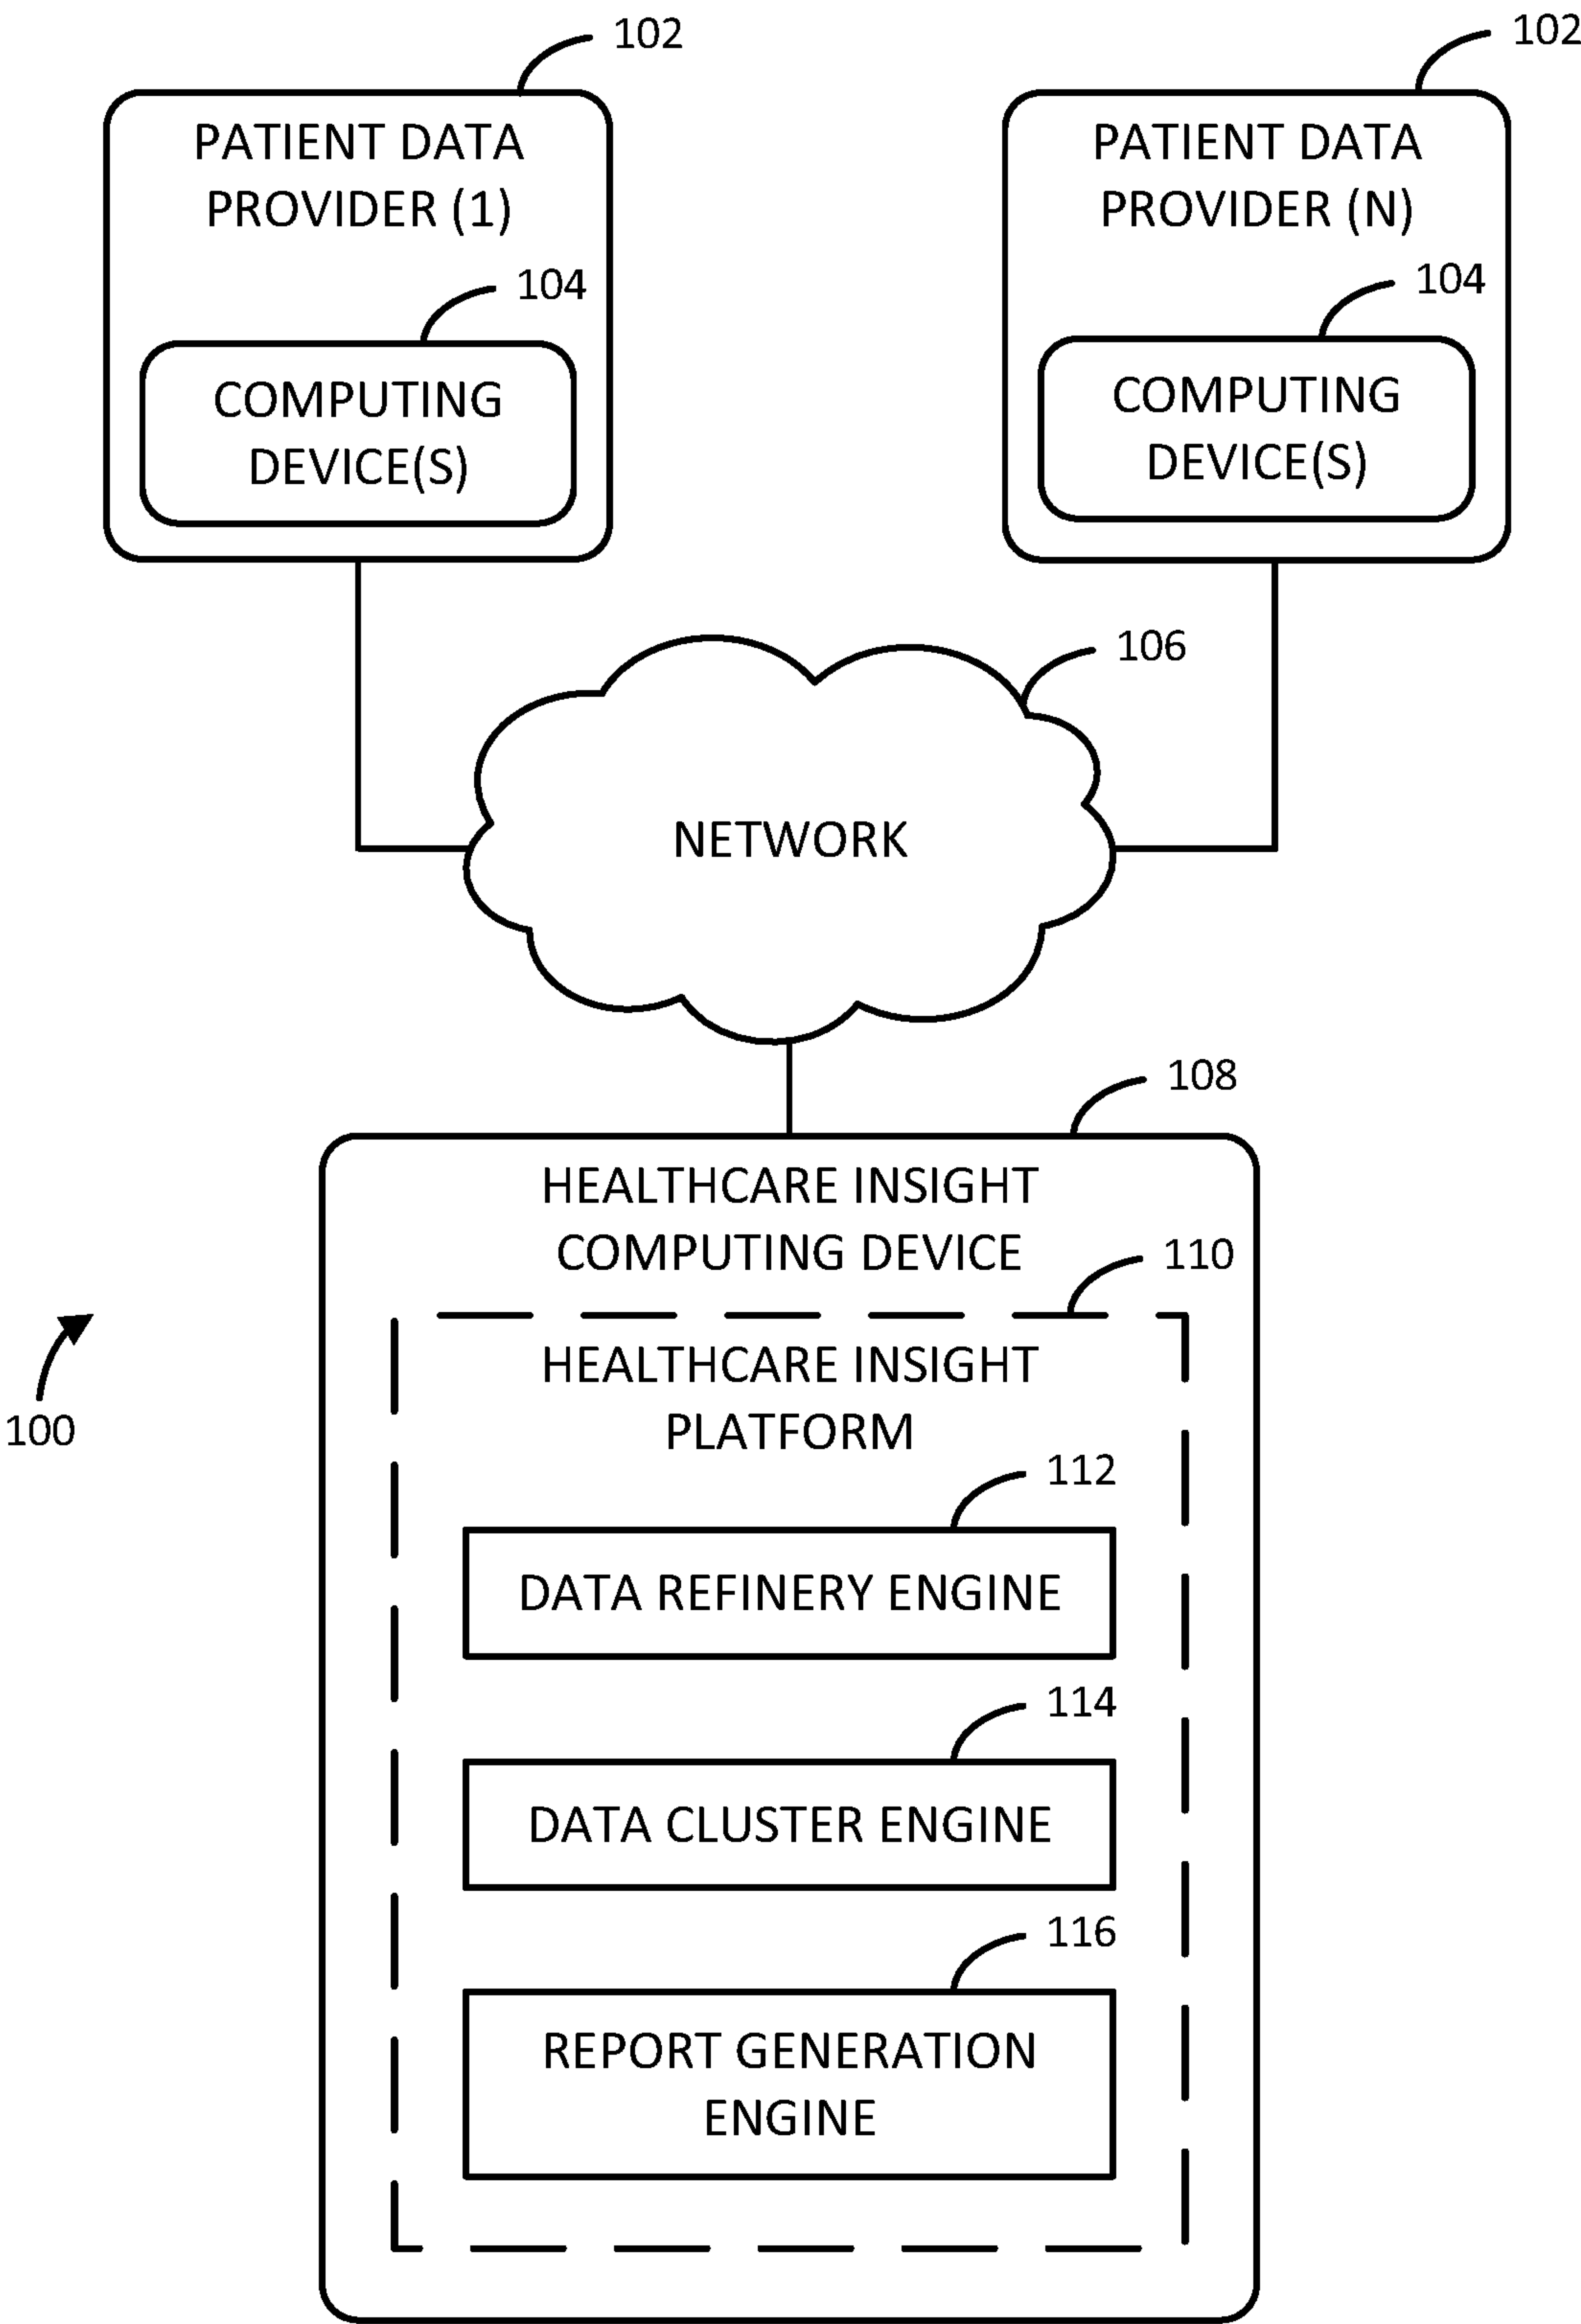 102
102
PATIENT DATA
PROVIDER (1)
PATIENT DATA
PROVIDER (N)
104
104
COMPUTING
DEVICE(S)
COMPUTING
DEVICE(S)
106
NETWORK
108
HEALTHCARE INSIGHT
COMPUTING DEVICE
110
HEALTHCARE INSIGHT
PLATFORM
100
112
DATA REFINERY ENGINE
114
DATA CLUSTER ENGINE
116
REPORT GENERATION
ENGINE